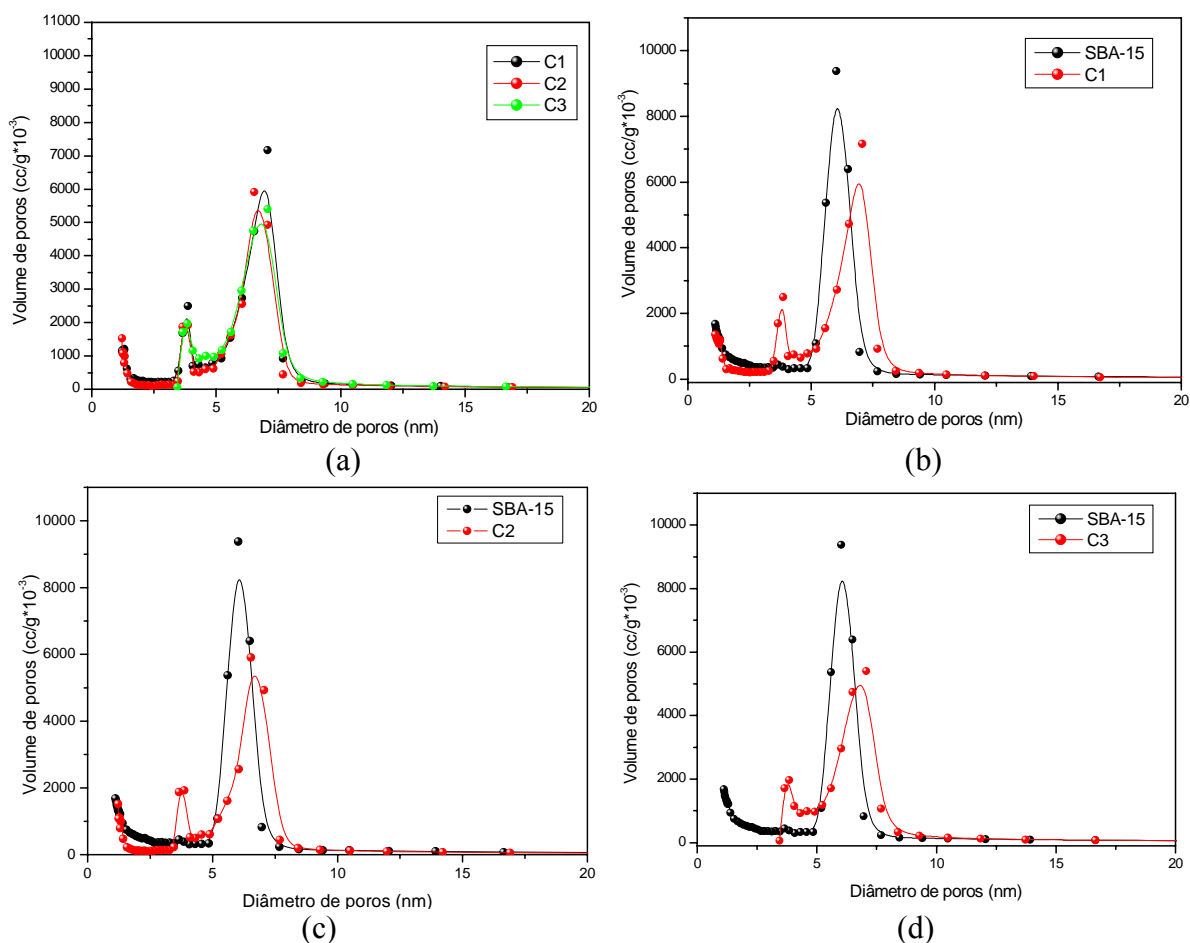 11000
10000
9000
8000
7000
6000
5000
4000
3000
2000
1000
0
Volume de poros (cc/g*10⁻³)
C1
C2
C3
0 5 10 15 20
Diâmetro de poros (nm)
(a)
10000
8000
6000
4000
2000
0
Volume de poros (cc/g*10⁻³)
SBA-15
C1
0 5 10 15 20
Diâmetro de poros (nm)
(b)
10000
8000
6000
4000
2000
0
Volume de poros (cc/g*10⁻³)
SBA-15
C2
0 5 10 15 20
Diâmetro de poros (nm)
(c)
10000
8000
6000
4000
2000
0
Volume de poros (cc/g*10⁻³)
SBA-15
C3
0 5 10 15 20
Diâmetro de poros (nm)
(d)